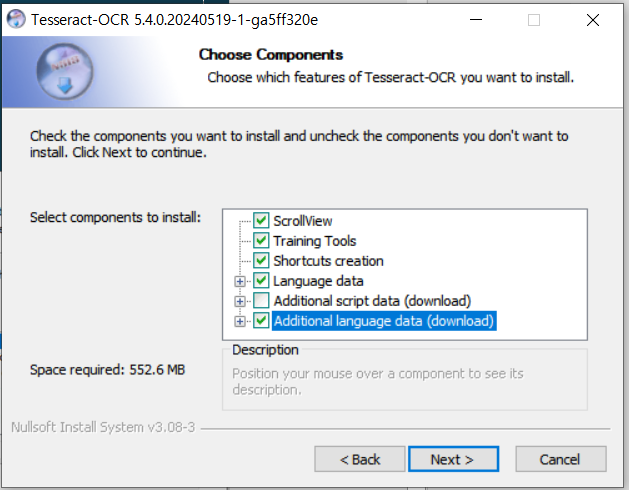 Tesseract-OCR 5.4.0.20240519-1-ga5ff320e
Choose Components
Choose which features of Tesseract-OCR you want to install.
Check the components you want to install and uncheck the components you don't want to
install. Click Next to continue.
Select components to install:
ScrollView
Training Tools
Shortcuts creation
Language data
Additional script data (download)
Additional language data (download)
Space required: 552.6 MB
Description
Position your mouse over a component to see its
description.
Nullsoft Install System v3.08-3
< Back
Next >
Cancel